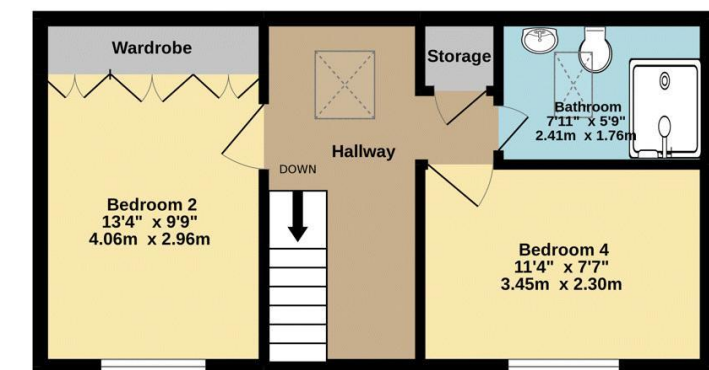 Wardrobe
Storage
Bathroom
7'11" x 5'9"
2.41m x 1.76m
Hallway
DOWN
Bedroom 2
13'4" x 9'9"
4.06m x 2.96m
Bedroom 4
11'4" x 7'7"
3.45m x 2.30m